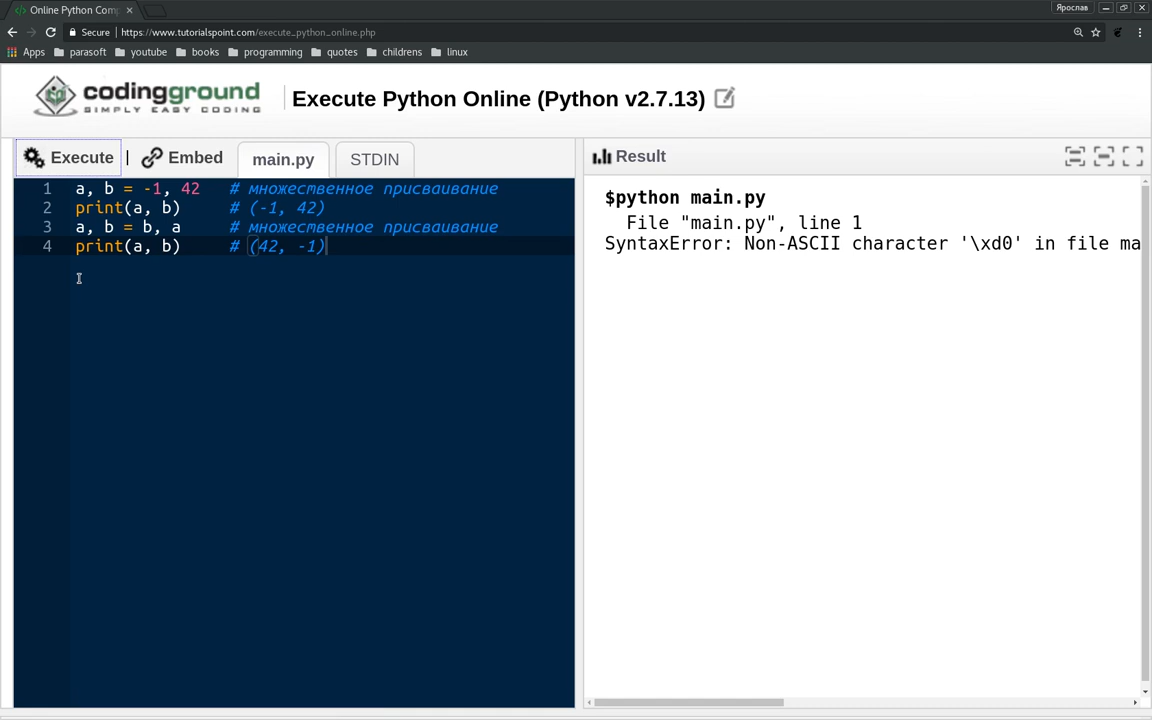 Online Python Com
Ярослав
Secure https://www.tutorialspoint.com/execute_python_online.php
Apps parasoft youtube books programming quotes childrens linux
codingground
SIMPLY EASY CODING
Execute Python Online (Python v2.7.13)
Execute | Embed main.py STDIN
1 a, b = -1, 42 # множественное присваивание
2 print(a, b) # (-1, 42)
3 a, b = b, a # множественное присваивание
4 print(a, b) # (42, -1)
Result
$python main.py
File "main.py", line 1
SyntaxError: Non-ASCII character '\xd0' in file ma